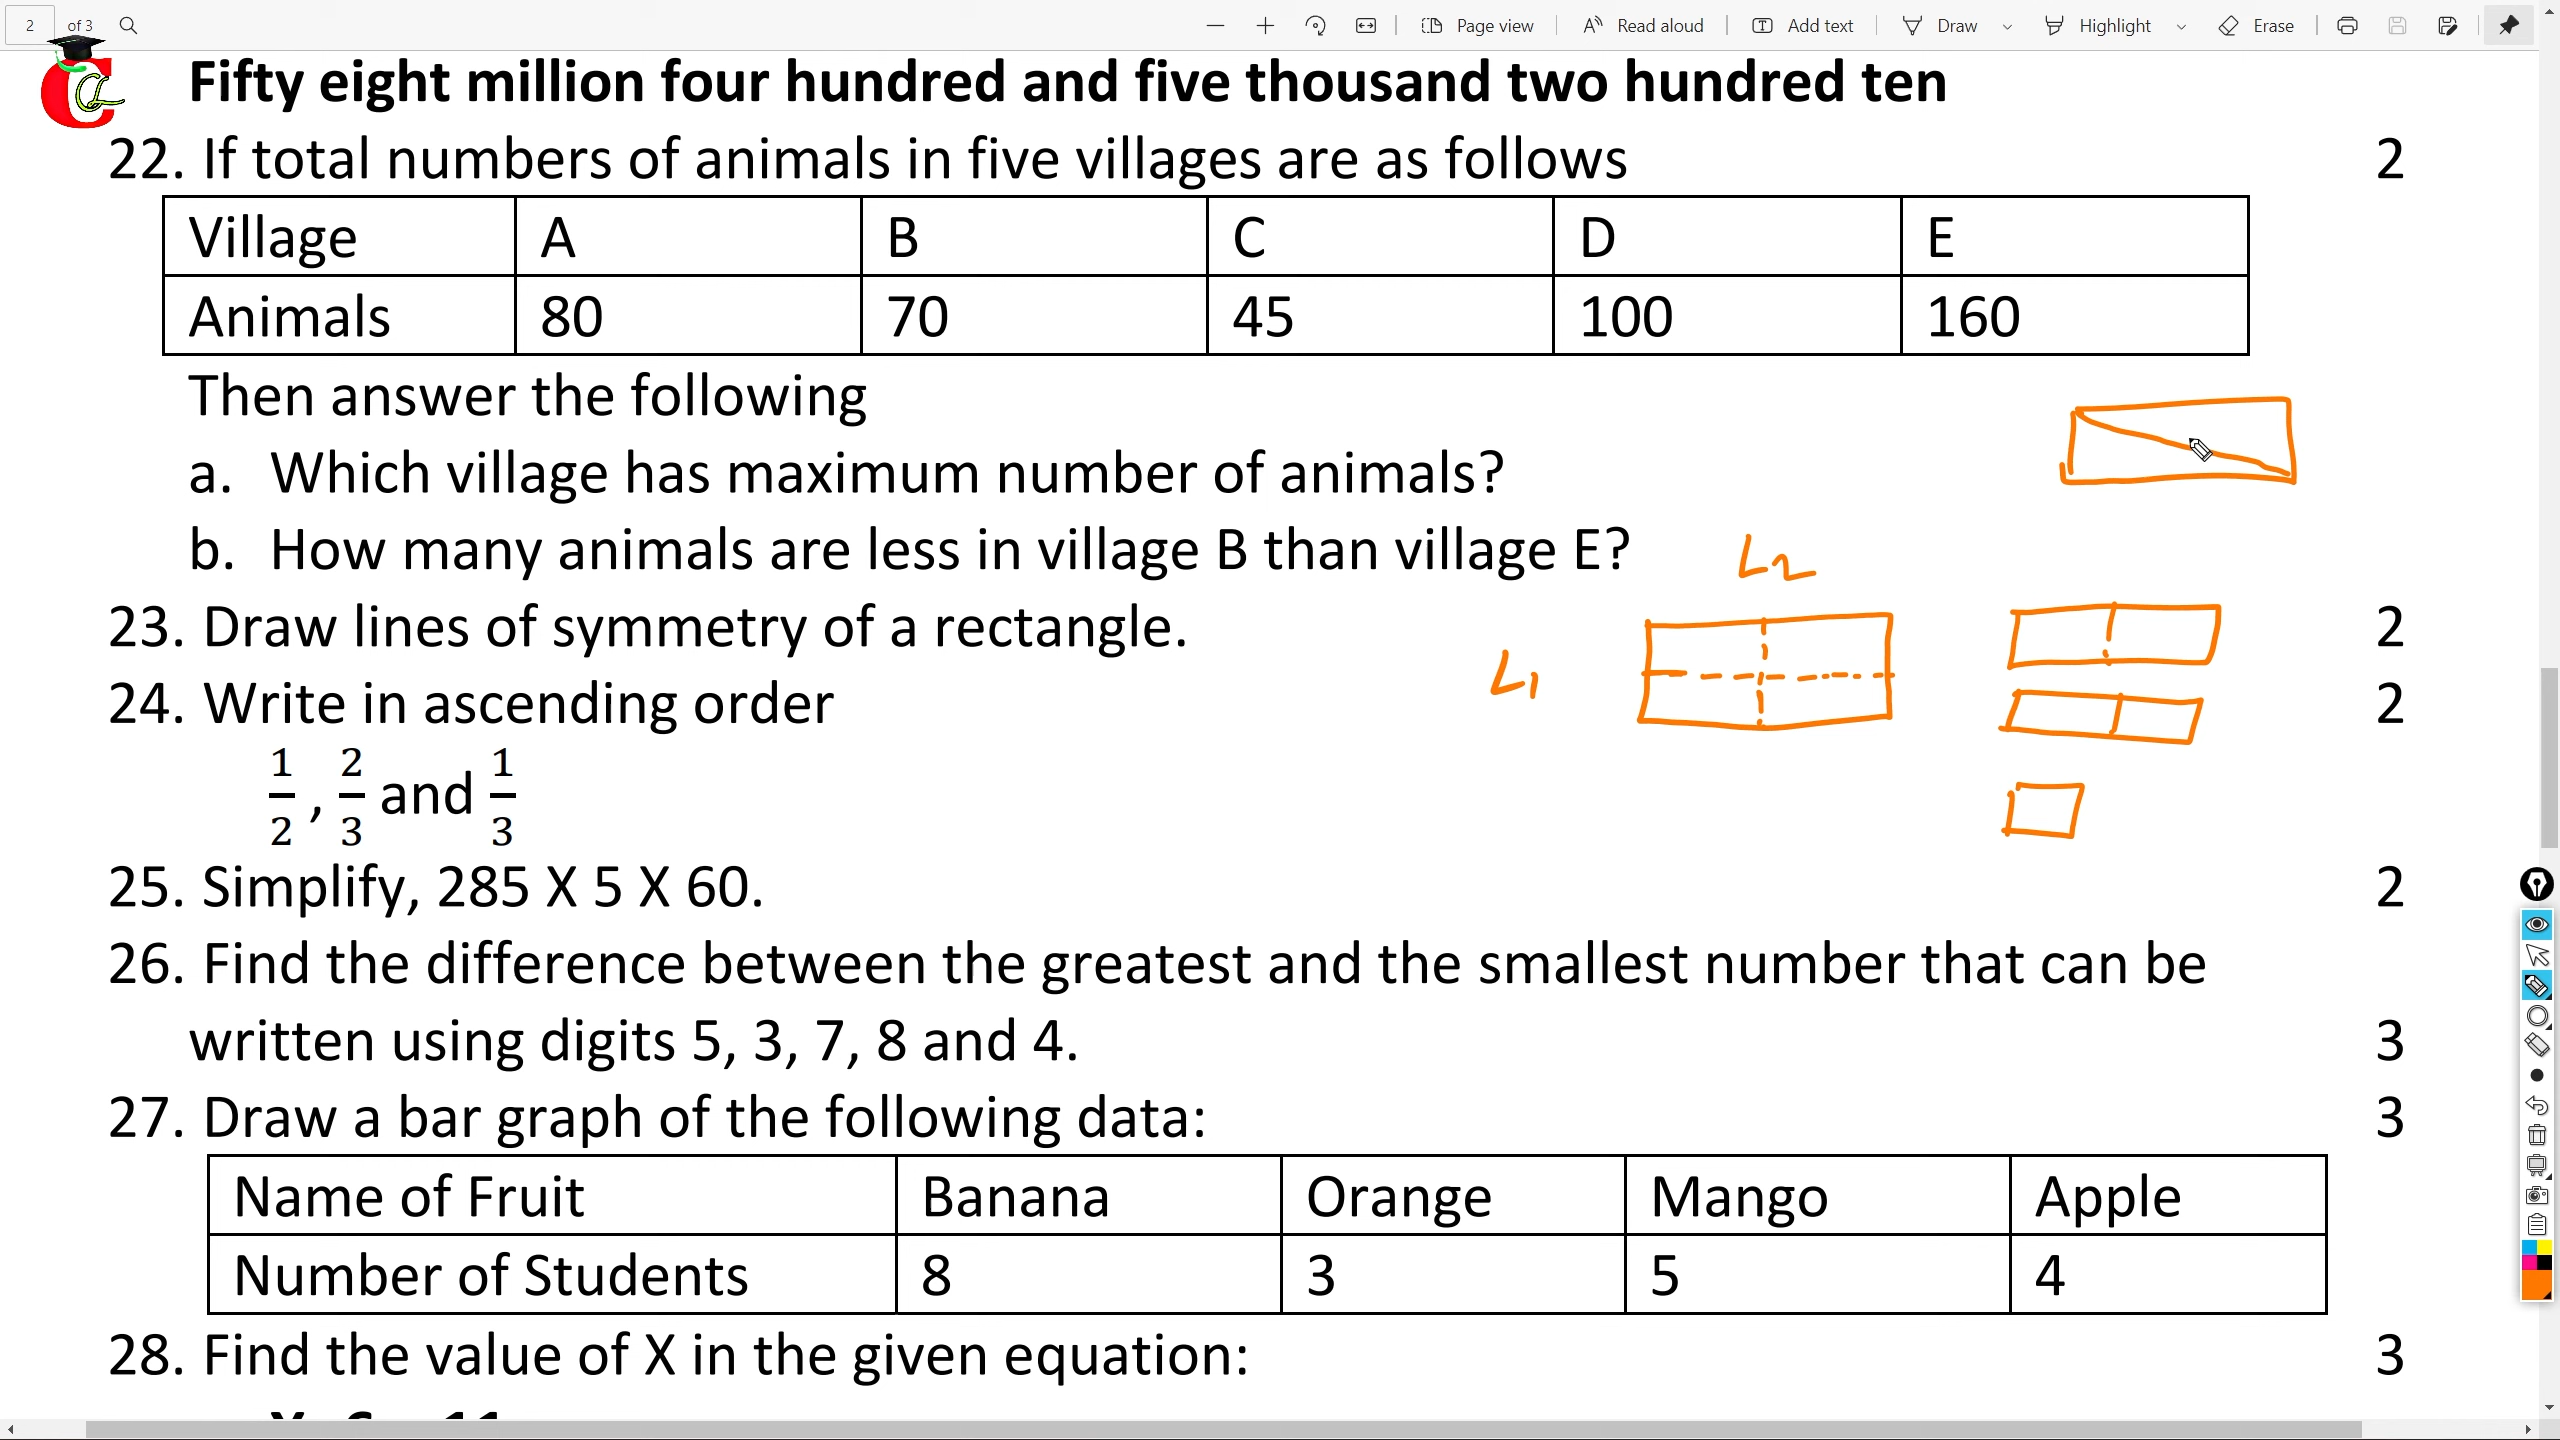 2 of 3 Page view Read aloud Add text Draw Highlight Erase
Fifty eight million four hundred and five thousand two hundred ten
22. If total numbers of animals in five villages are as follows 2
Village A B C D E
Animals 80 70 45 100 160
Then answer the following
a. Which village has maximum number of animals?
b. How many animals are less in village B than village E?
L2
23. Draw lines of symmetry of a rectangle. 2
L1
24. Write in ascending order 2
1/2 , 2/3 and 1/3
25. Simplify, 285 X 5 X 60. 2
26. Find the difference between the greatest and the smallest number that can be
written using digits 5, 3, 7, 8 and 4. 3
27. Draw a bar graph of the following data: 3
Name of Fruit Banana Orange Mango Apple
Number of Students 8 3 5 4
28. Find the value of X in the given equation: 3